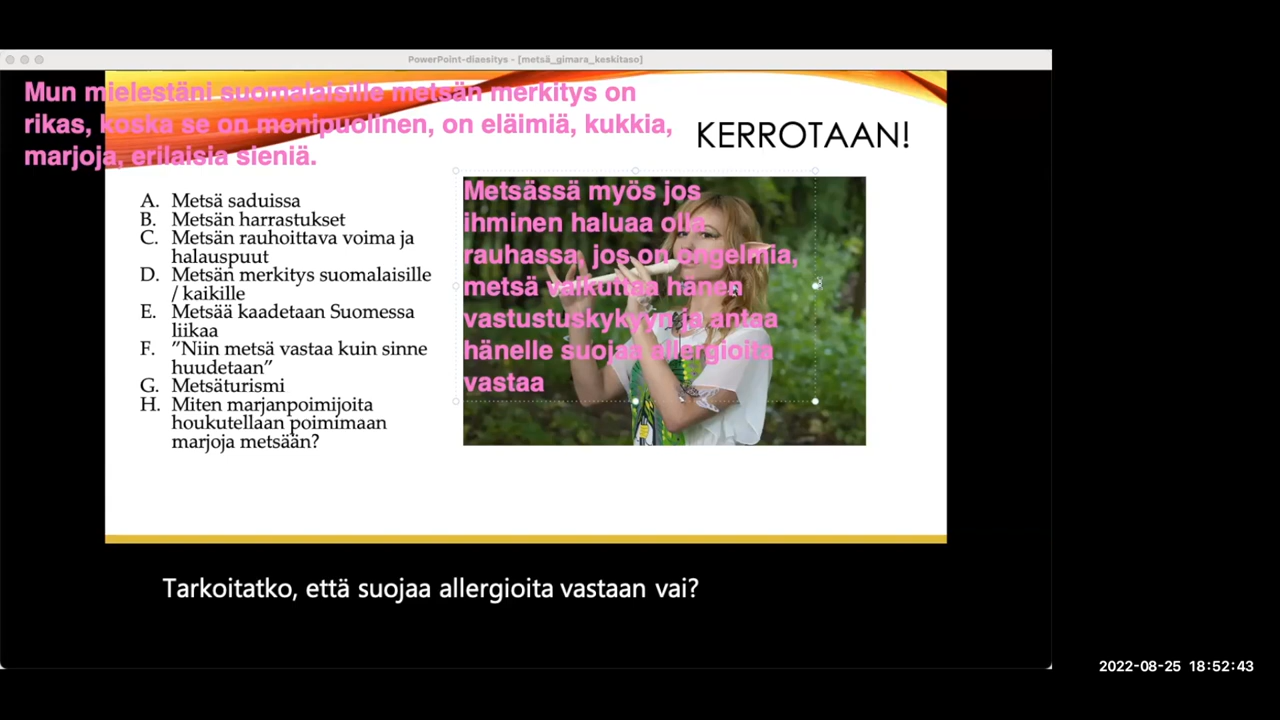 PowerPoint-diaesitys - [metsä_gimara_keskitaso]
Mun mielestäni suomalaisille metsän merkitys on
rikas, koska se on monipuolinen, on eläimiä, kukkia,
marjoja, erilaisia sieniä.
KERROTAAN!
A. Metsä saduissa
B. Metsän harrastukset
C. Metsän rauhoittava voima ja
halauspuut
D. Metsän merkitys suomalaisille
/ kaikille
E. Metsää kaadetaan Suomessa
liikaa
F. ”Niin metsä vastaa kuin sinne
huudetaan”
G. Metsäturismi
H. Miten marjanpoimijoita
houkutellaan poimimaan
marjoja metsään?
Metsässä myös jos
ihminen haluaa olla
rauhassa, jos on ongelmia,
metsä vaikuttaa hänen
vastustuskykyyn ja antaa
hänelle suojaa allergioita
vastaa
Tarkoitatko, että suojaa allergioita vastaan vai?
2022-08-25 18:52:43